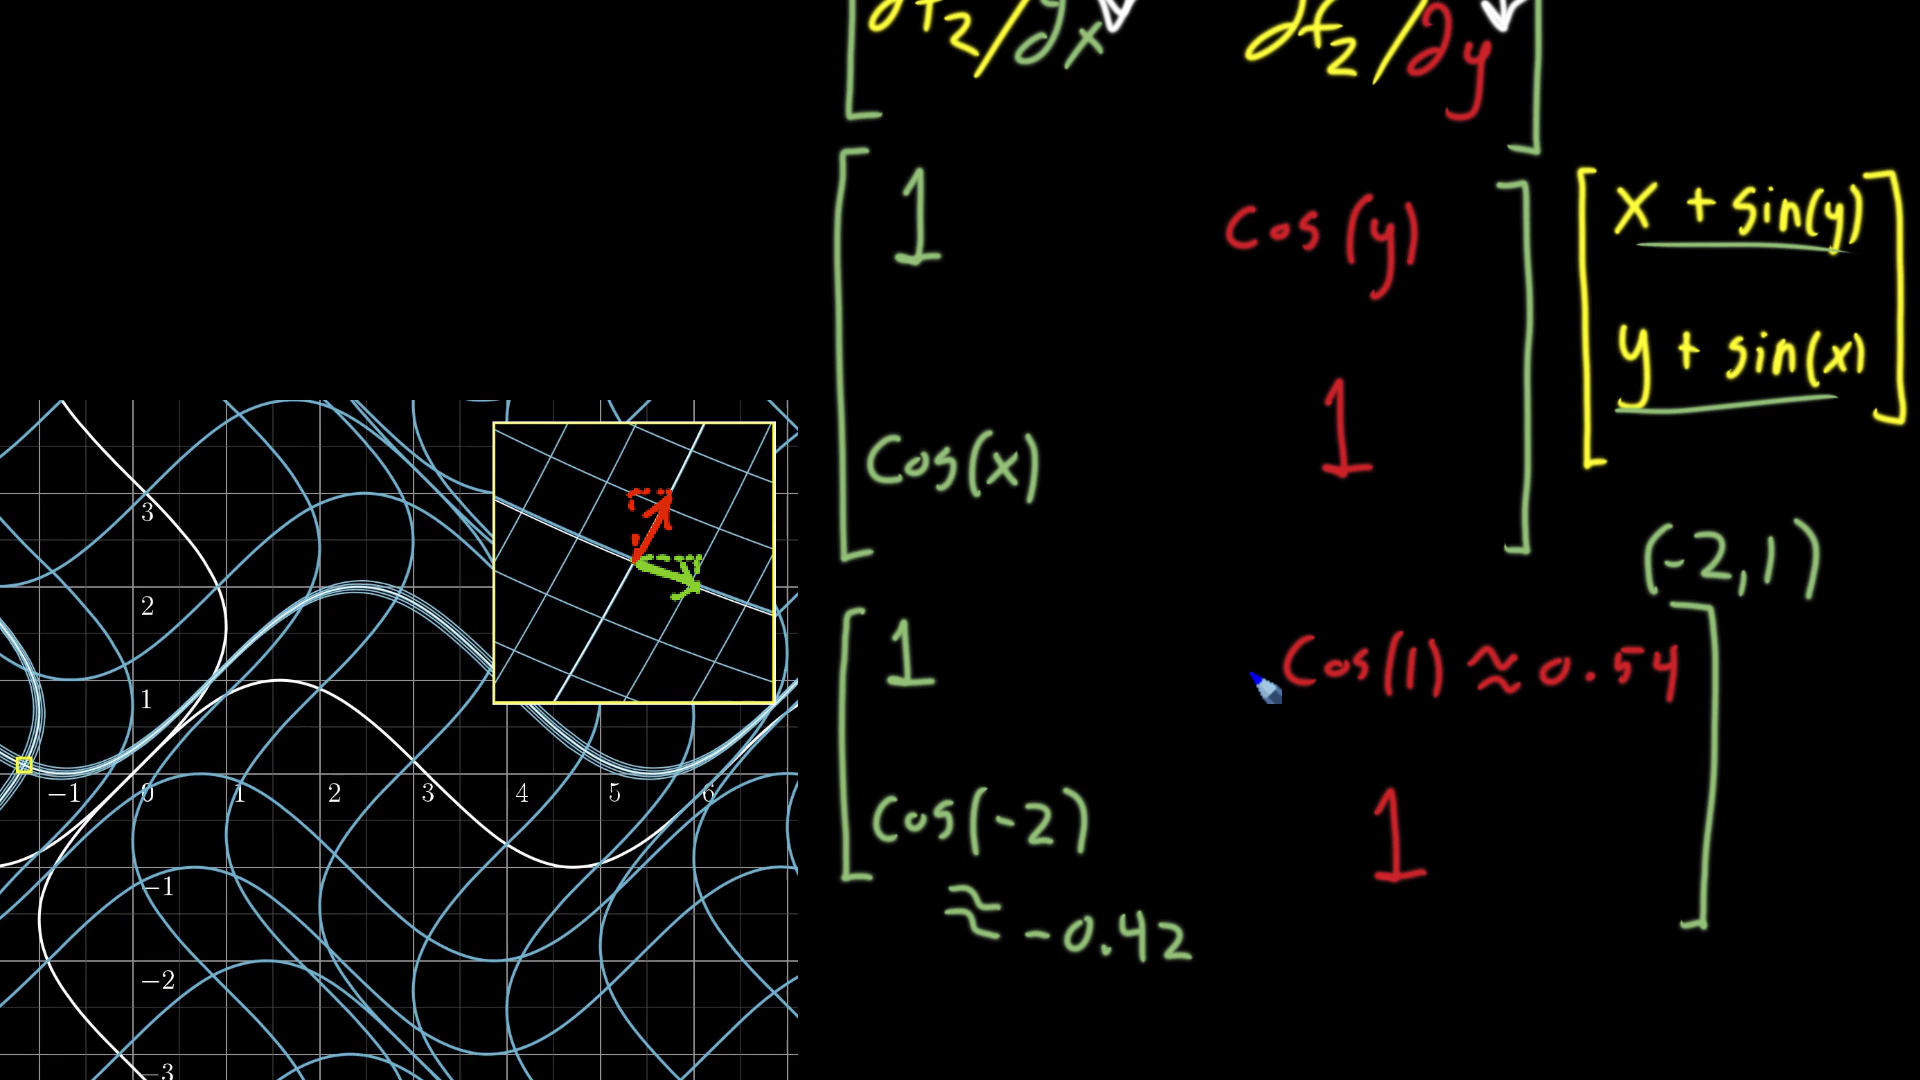 ∂f₂/∂x ∂f₂/∂y
1 cos(y)
cos(x) 1
x + sin(y)
y + sin(x)
(-2,1)
1 cos(1) ≈ 0.54
cos(-2) 1
≈ -0.42
3
2
1
-1 0 1 2 3 4 5 6
-1
-2
-3